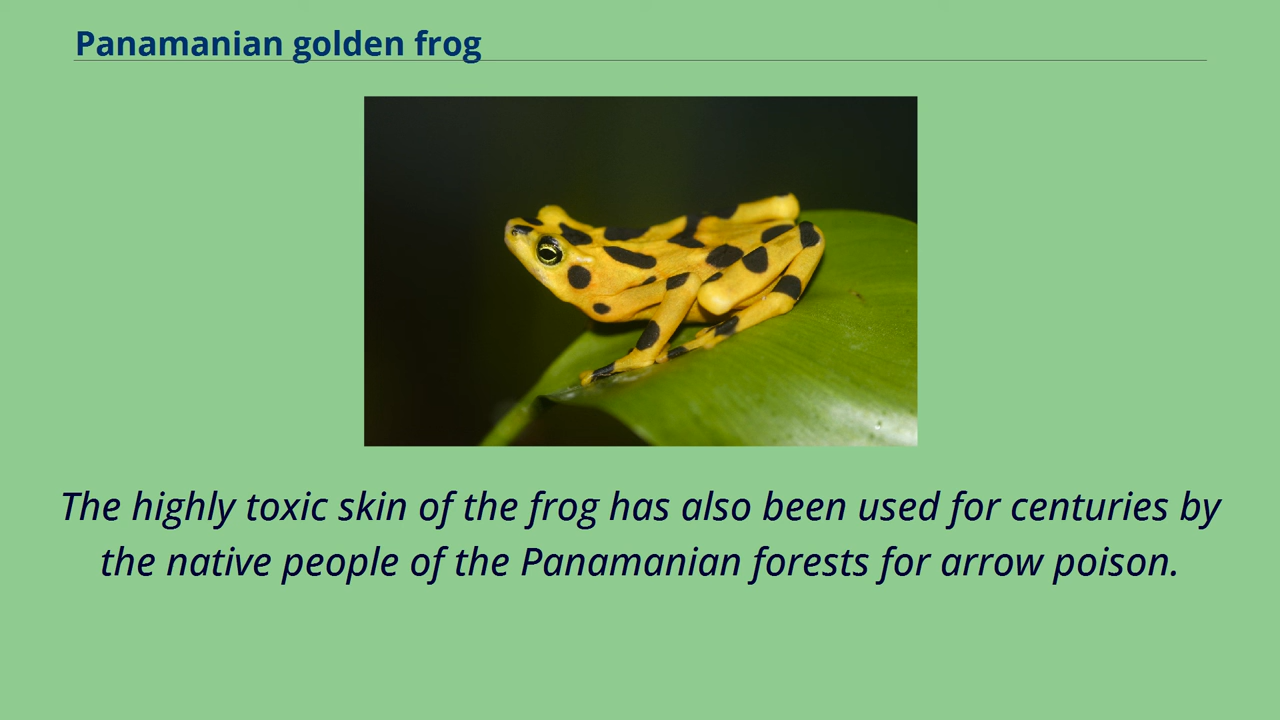 Panamanian golden frog
The highly toxic skin of the frog has also been used for centuries by
the native people of the Panamanian forests for arrow poison.